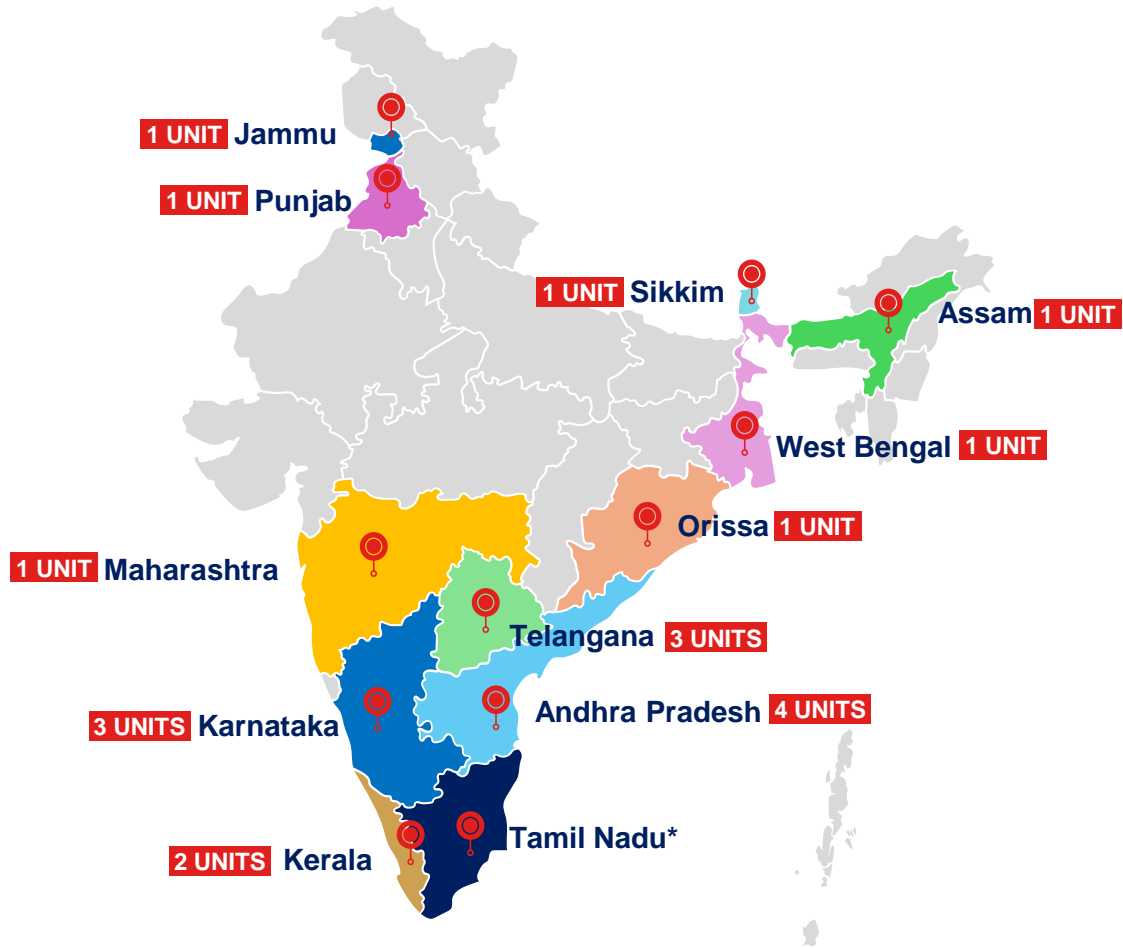 1 UNIT Jammu
1 UNIT Punjab
1 UNIT Sikkim
Assam 1 UNIT
West Bengal 1 UNIT
Orissa 1 UNIT
1 UNIT Maharashtra
Telangana 3 UNITS
Andhra Pradesh 4 UNITS
3 UNITS Karnataka
Tamil Nadu*
2 UNITS Kerala